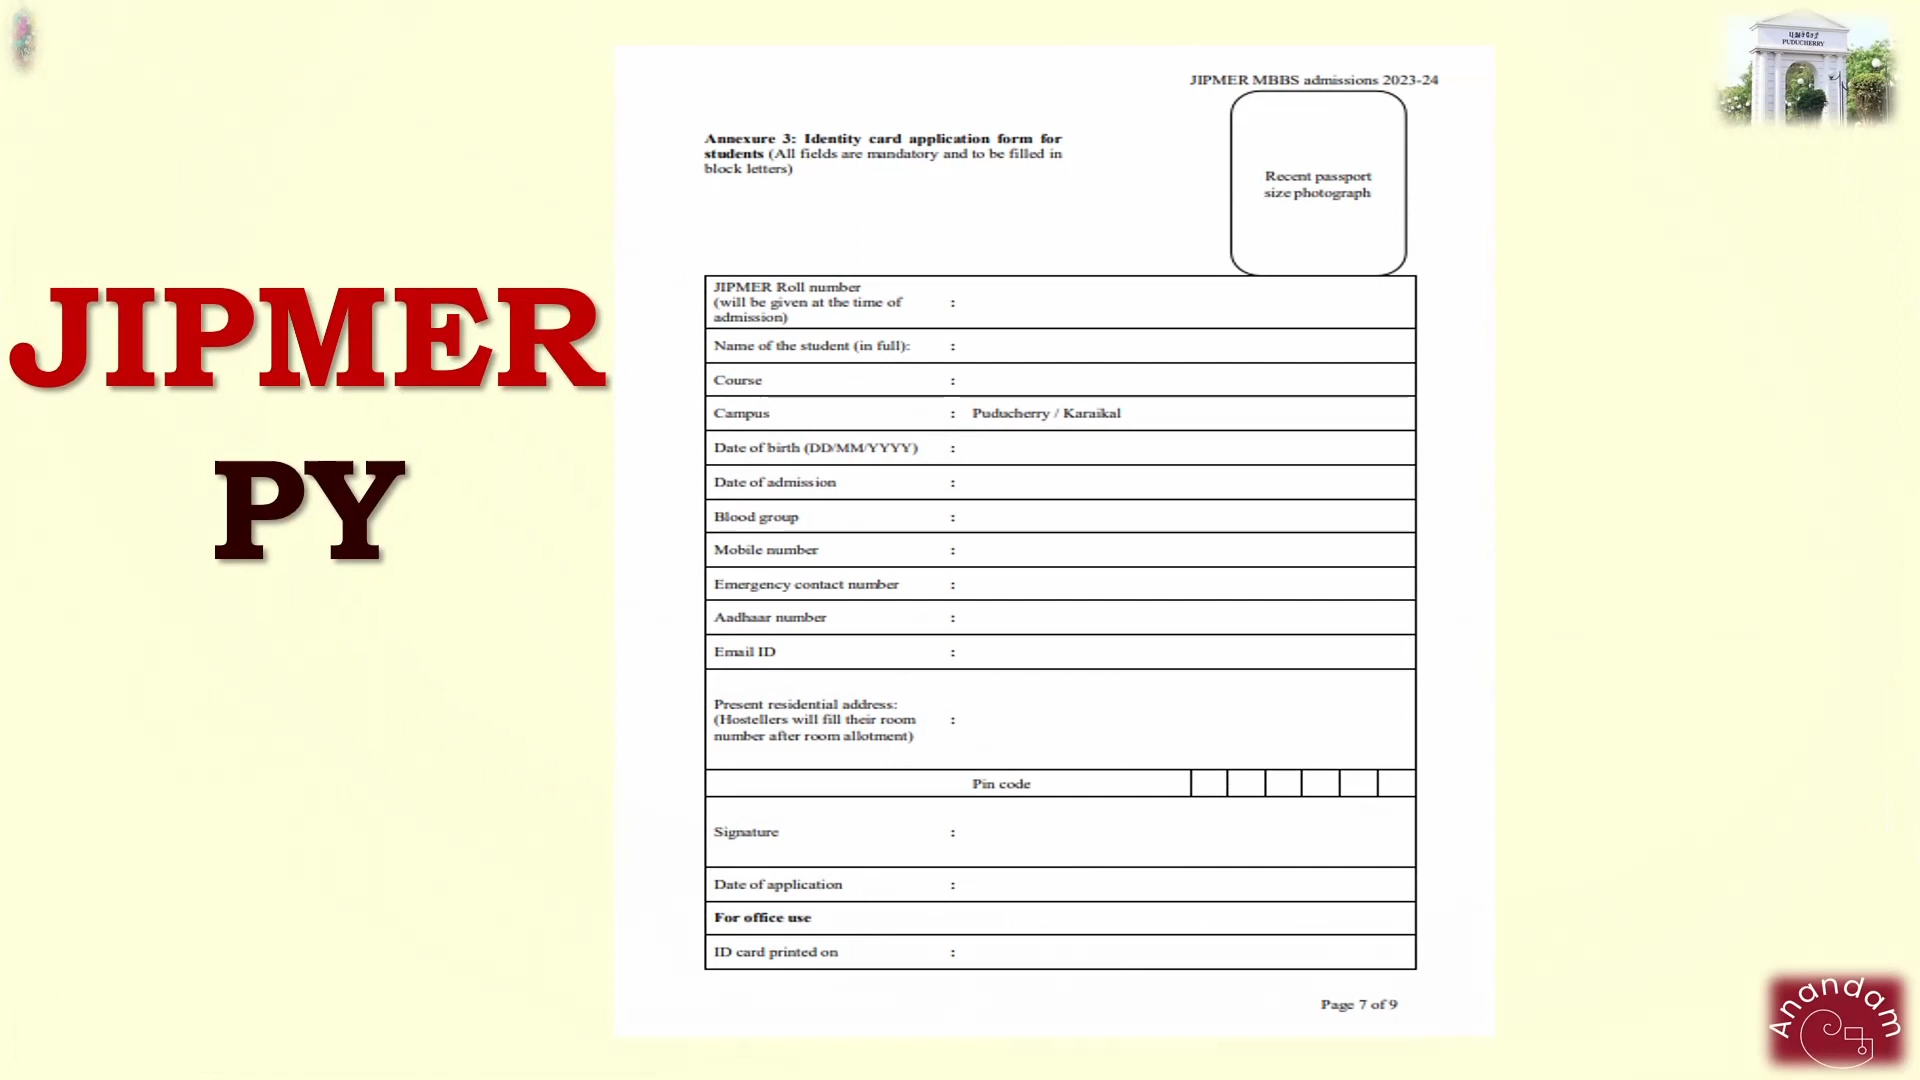 புதுச்சேரி
PUDUCHERRY
JIPMER
PY
JIPMER MBBS admissions 2023-24
Annexure 3: Identity card application form for
students (All fields are mandatory and to be filled in
block letters)
Recent passport
size photograph
JIPMER Roll number
(will be given at the time of
admission)
:
Name of the student (in full): :
Course :
Campus : Puducherry / Karaikal
Date of birth (DD/MM/YYYY) :
Date of admission :
Blood group :
Mobile number :
Emergency contact number :
Aadhaar number :
Email ID :
Present residential address:
(Hostellers will fill their room :
number after room allotment)
Pin code
Signature :
Date of application :
For office use
ID card printed on :
Page 7 of 9
Anandam